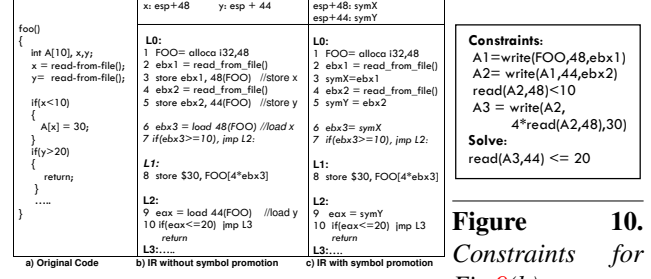 x: esp+48 y: esp + 44
esp+48: symX
esp+44: symY
foo()
{
int A[10], x,y;
x = read-from-file();
y= read-from-file();
if(x<10)
{
A[x] = 30;
}
if(y>20)
{
return;
}
.....
}
L0:
1 FOO= alloca i32,48
2 ebx1 = read_from_file()
3 store ebx1, 48(FOO) //store x
4 ebx2 = read_from_file()
5 store ebx2, 44(FOO) //store y
6 ebx3 = load 48(FOO) //load x
7 if(ebx3>=10), jmp L2:
L1:
8 store $30, FOO[4*ebx3]
L2:
9 eax = load 44(FOO) //load y
10 if(eax<=20) jmp L3
return
L3:.....
L0:
1 FOO= alloca i32,48
2 ebx1 = read_from_file()
3 symX=ebx1
4 ebx2 = read_from_file()
5 symY = ebx2
6 ebx3= symX
7 if(ebx3>=10), jmp L2:
L1:
8 store $30, FOO[4*ebx3]
L2:
9 eax = symY
10 if(eax<=20) jmp L3
return
L3:.....
a) Original Code b) IR without symbol promotion c) IR with symbol promotion
Constraints:
A1=write(FOO,48,ebx1)
A2= write(A1,44,ebx2)
read(A2,48)<10
A3 = write(A2,
4*read(A2,48),30)
Solve:
read(A3,44) <= 20
Figure 10.
Constraints for